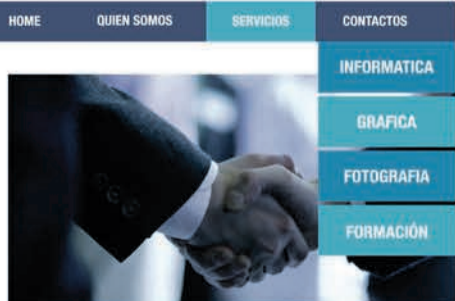 HOME QUIEN SOMOS SERVICIOS CONTACTOS
INFORMATICA
GRAFICA
FOTOGRAFIA
FORMACIÓN